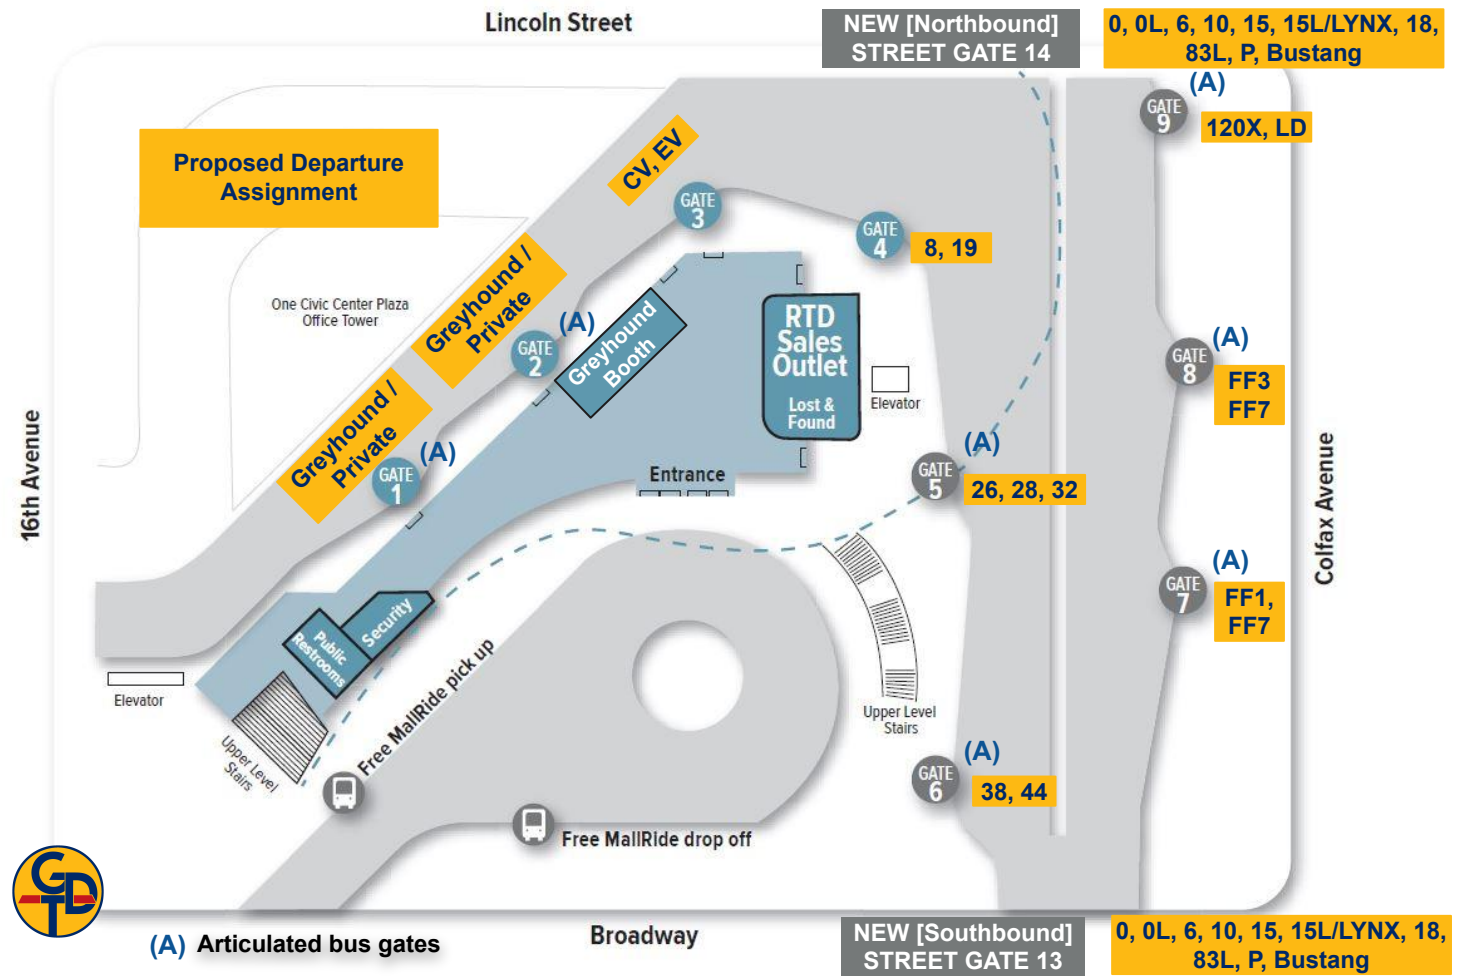 Lincoln Street
NEW [Northbound]
STREET GATE 14
0, 0L, 6, 10, 15, 15L/LYNX, 18,
83L, P, Bustang
(A)
GATE
9
120X, LD
Proposed Departure
Assignment
CV, EV
GATE
3
GATE
4
8, 19
One Civic Center Plaza
Office Tower
Greyhound /
Private
(A)
GATE
2
Greyhound
Booth
RTD
Sales
Outlet
Lost &
Found
Elevator
(A)
GATE
8
FF3
FF7
Greyhound /
Private
(A)
GATE
1
Entrance
(A)
GATE
5
26, 28, 32
16th Avenue
Colfax Avenue
(A)
GATE
7
FF1,
FF7
Security
Public
Restrooms
Elevator
Upper Level
Stairs
Free MallRide pick up
Upper Level
Stairs
(A)
GATE
6
38, 44
Free MallRide drop off
GTD
(A) Articulated bus gates
Broadway
NEW [Southbound]
STREET GATE 13
0, 0L, 6, 10, 15, 15L/LYNX, 18,
83L, P, Bustang